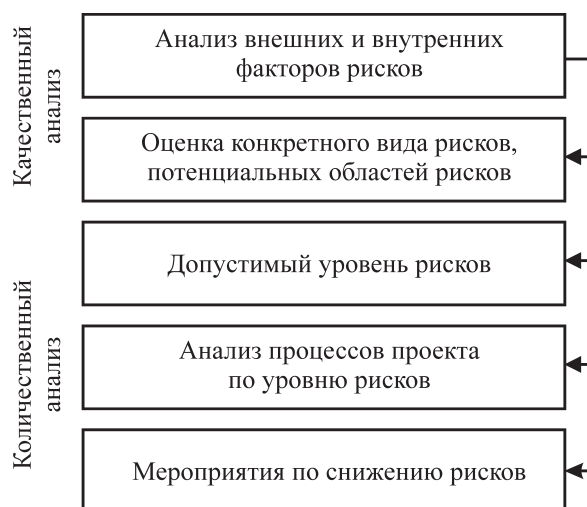 Качественный
анализ
Анализ внешних и внутренних
факторов рисков
Оценка конкретного вида рисков,
потенциальных областей рисков
Количественный
анализ
Допустимый уровень рисков
Анализ процессов проекта
по уровню рисков
Мероприятия по снижению рисков